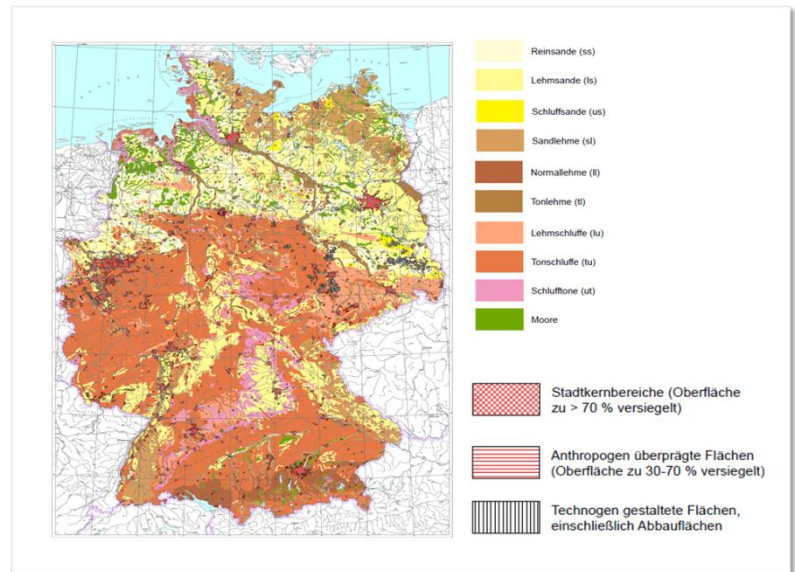 Reinsande (ss)
Lehmsande (ls)
Schluffsande (us)
Sandlehme (sl)
Normallehme (ll)
Tonlehme (tl)
Lehmschluffe (lu)
Tonschluffe (tu)
Schlufftone (ut)
Moore
Stadtkernbereiche (Oberfläche
zu > 70 % versiegelt)
Anthropogen überprägte Flächen
(Oberfläche zu 30-70 % versiegelt)
Technogen gestaltete Flächen,
einschließlich Abbauflächen